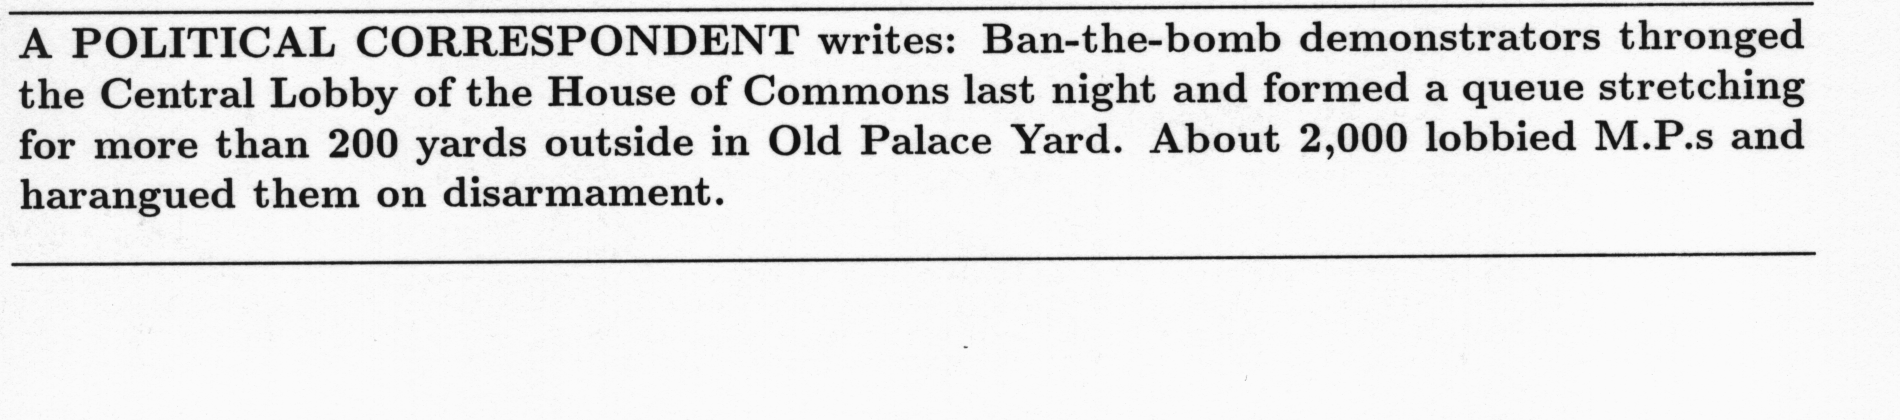 A POLITICAL CORRESPONDENT writes: Ban-the-bomb demonstrators thronged
the Central Lobby of the House of Commons last night and formed a queue stretching
for more than 200 yards outside in Old Palace Yard. About 2,000 lobbied M.P.s and
harangued them on disarmament.